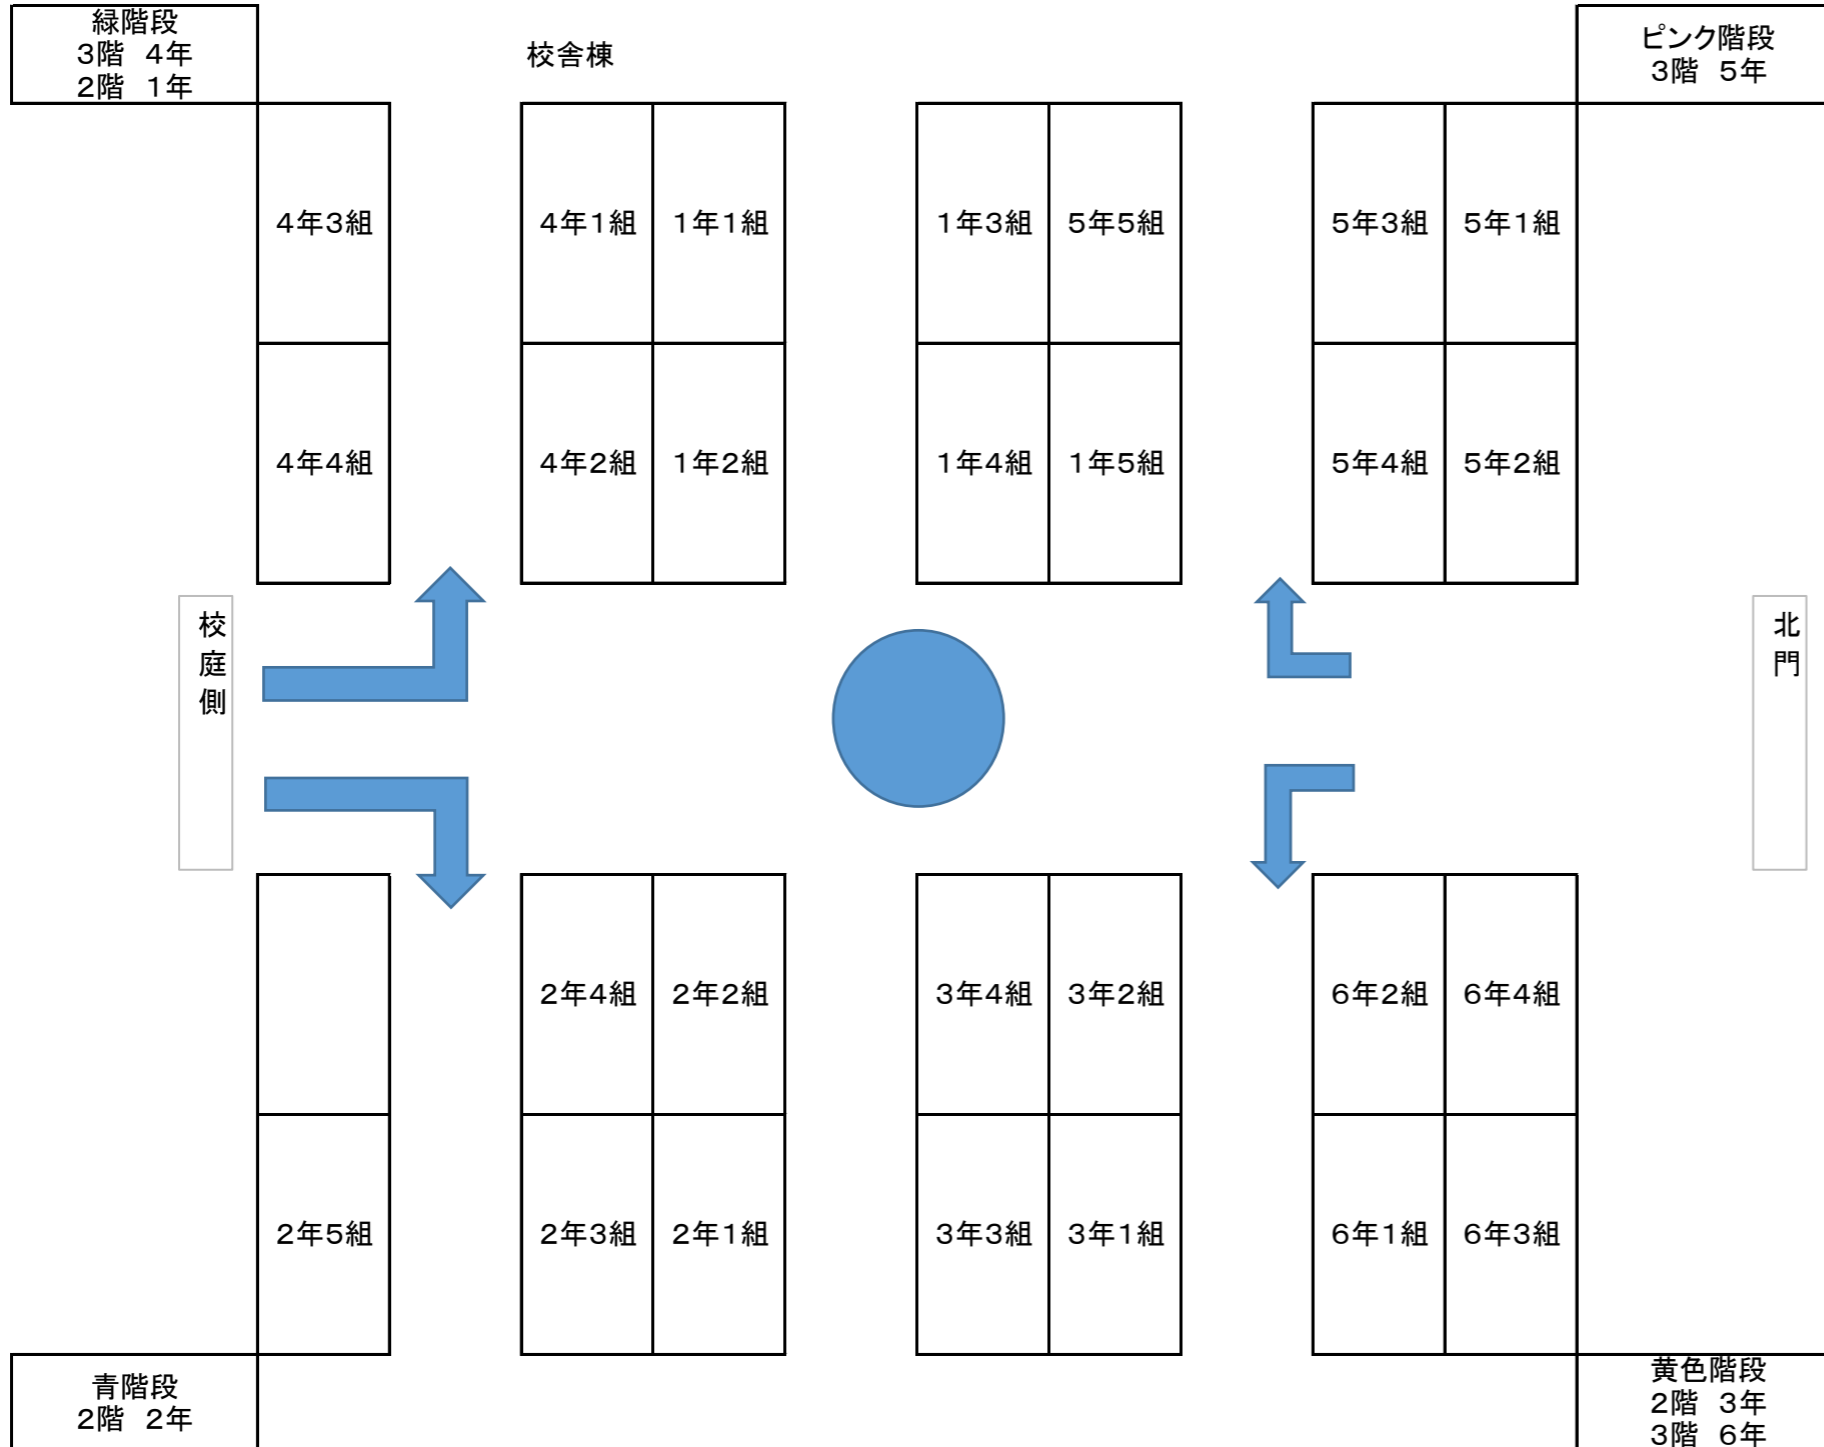 緑階段
3階 4年
2階 1年
校舎棟
ピンク階段
3階 5年
4年3組
4年1組
1年1組
1年3組
5年5組
5年3組
5年1組
4年4組
4年2組
1年2組
1年4組
1年5組
5年4組
5年2組
校庭側
北門
2年4組
2年2組
3年4組
3年2組
6年2組
6年4組
2年5組
2年3組
2年1組
3年3組
3年1組
6年1組
6年3組
青階段
2階 2年
黄色階段
2階 3年
3階 6年